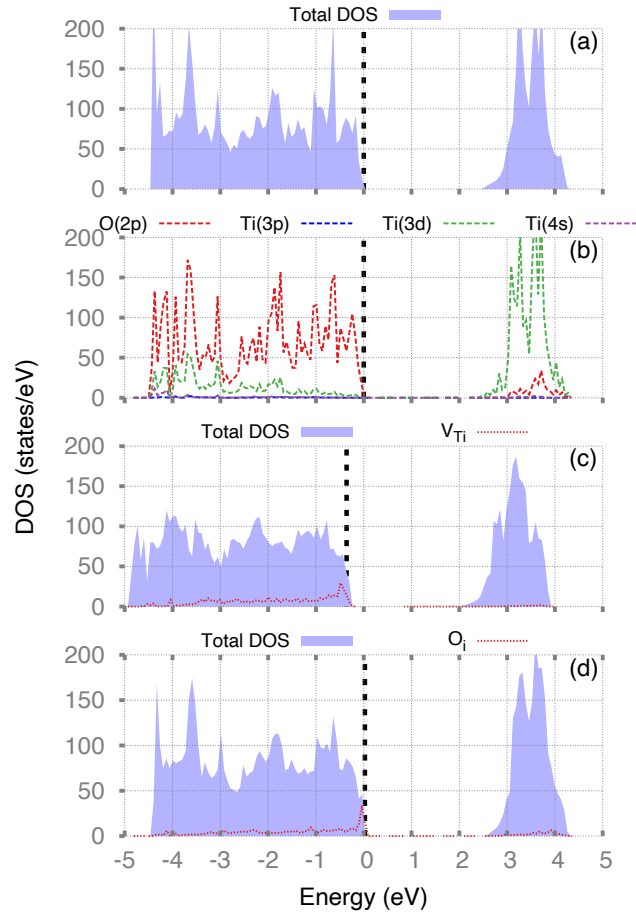 Total DOS
(a)
200
150
100
50
0
O(2p) Ti(3p) Ti(3d) Ti(4s)
(b)
200
150
100
50
0
DOS (states/eV)
Total DOS V_Ti
(c)
200
150
100
50
0
Total DOS O_i
(d)
200
150
100
50
0
-5 -4 -3 -2 -1 0 1 2 3 4 5
Energy (eV)